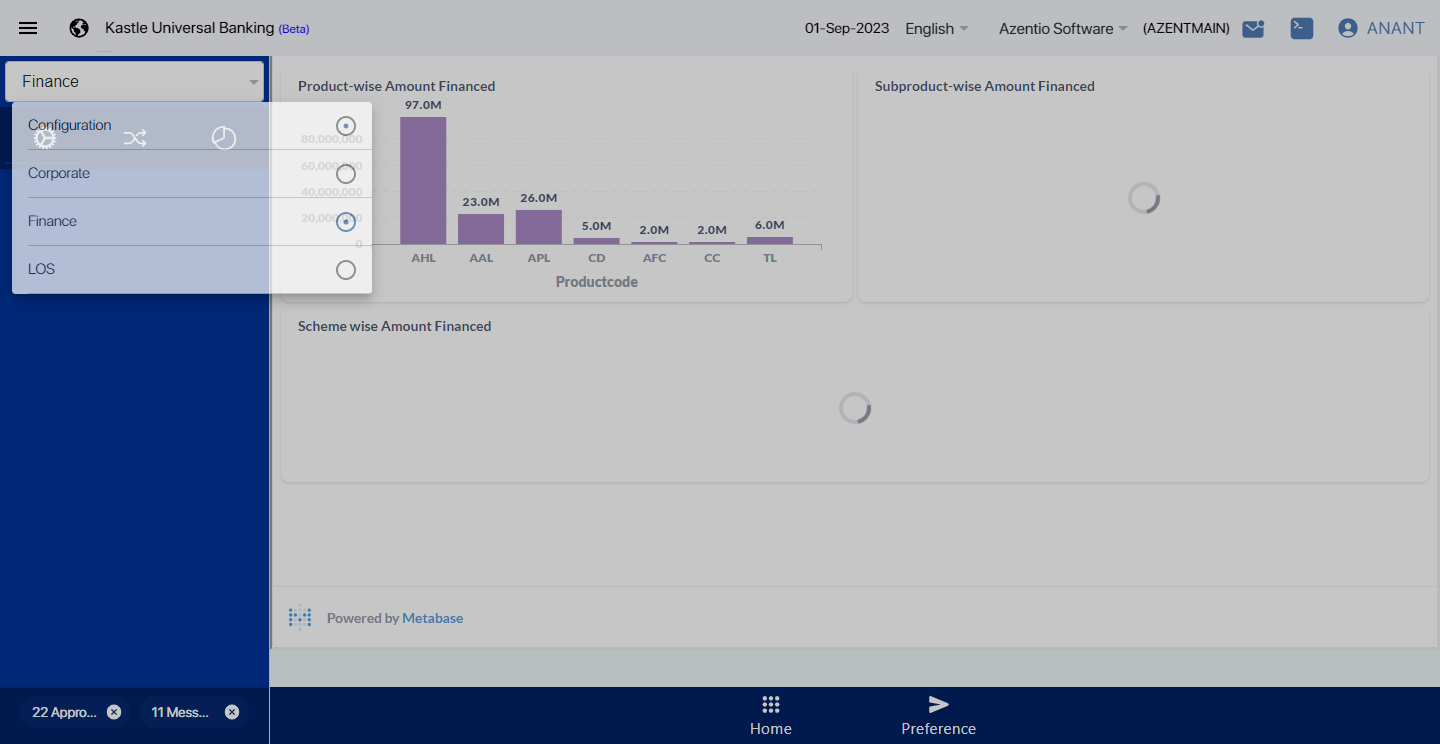 Kastle Universal Banking (Beta)
01-Sep-2023 English Azentio Software (AZENTMAIN) ANANT
Finance
Configuration
Corporate
Finance
LOS
Product-wise Amount Financed
97.0M
23.0M
26.0M
5.0M
2.0M
2.0M
6.0M
80,000,000
60,000,000
40,000,000
20,000,000
0
AHL AAL APL CD AFC CC TL
Productcode
Subproduct-wise Amount Financed
Scheme wise Amount Financed
Powered by Metabase
22 Appro... 11 Mess...
Home Preference